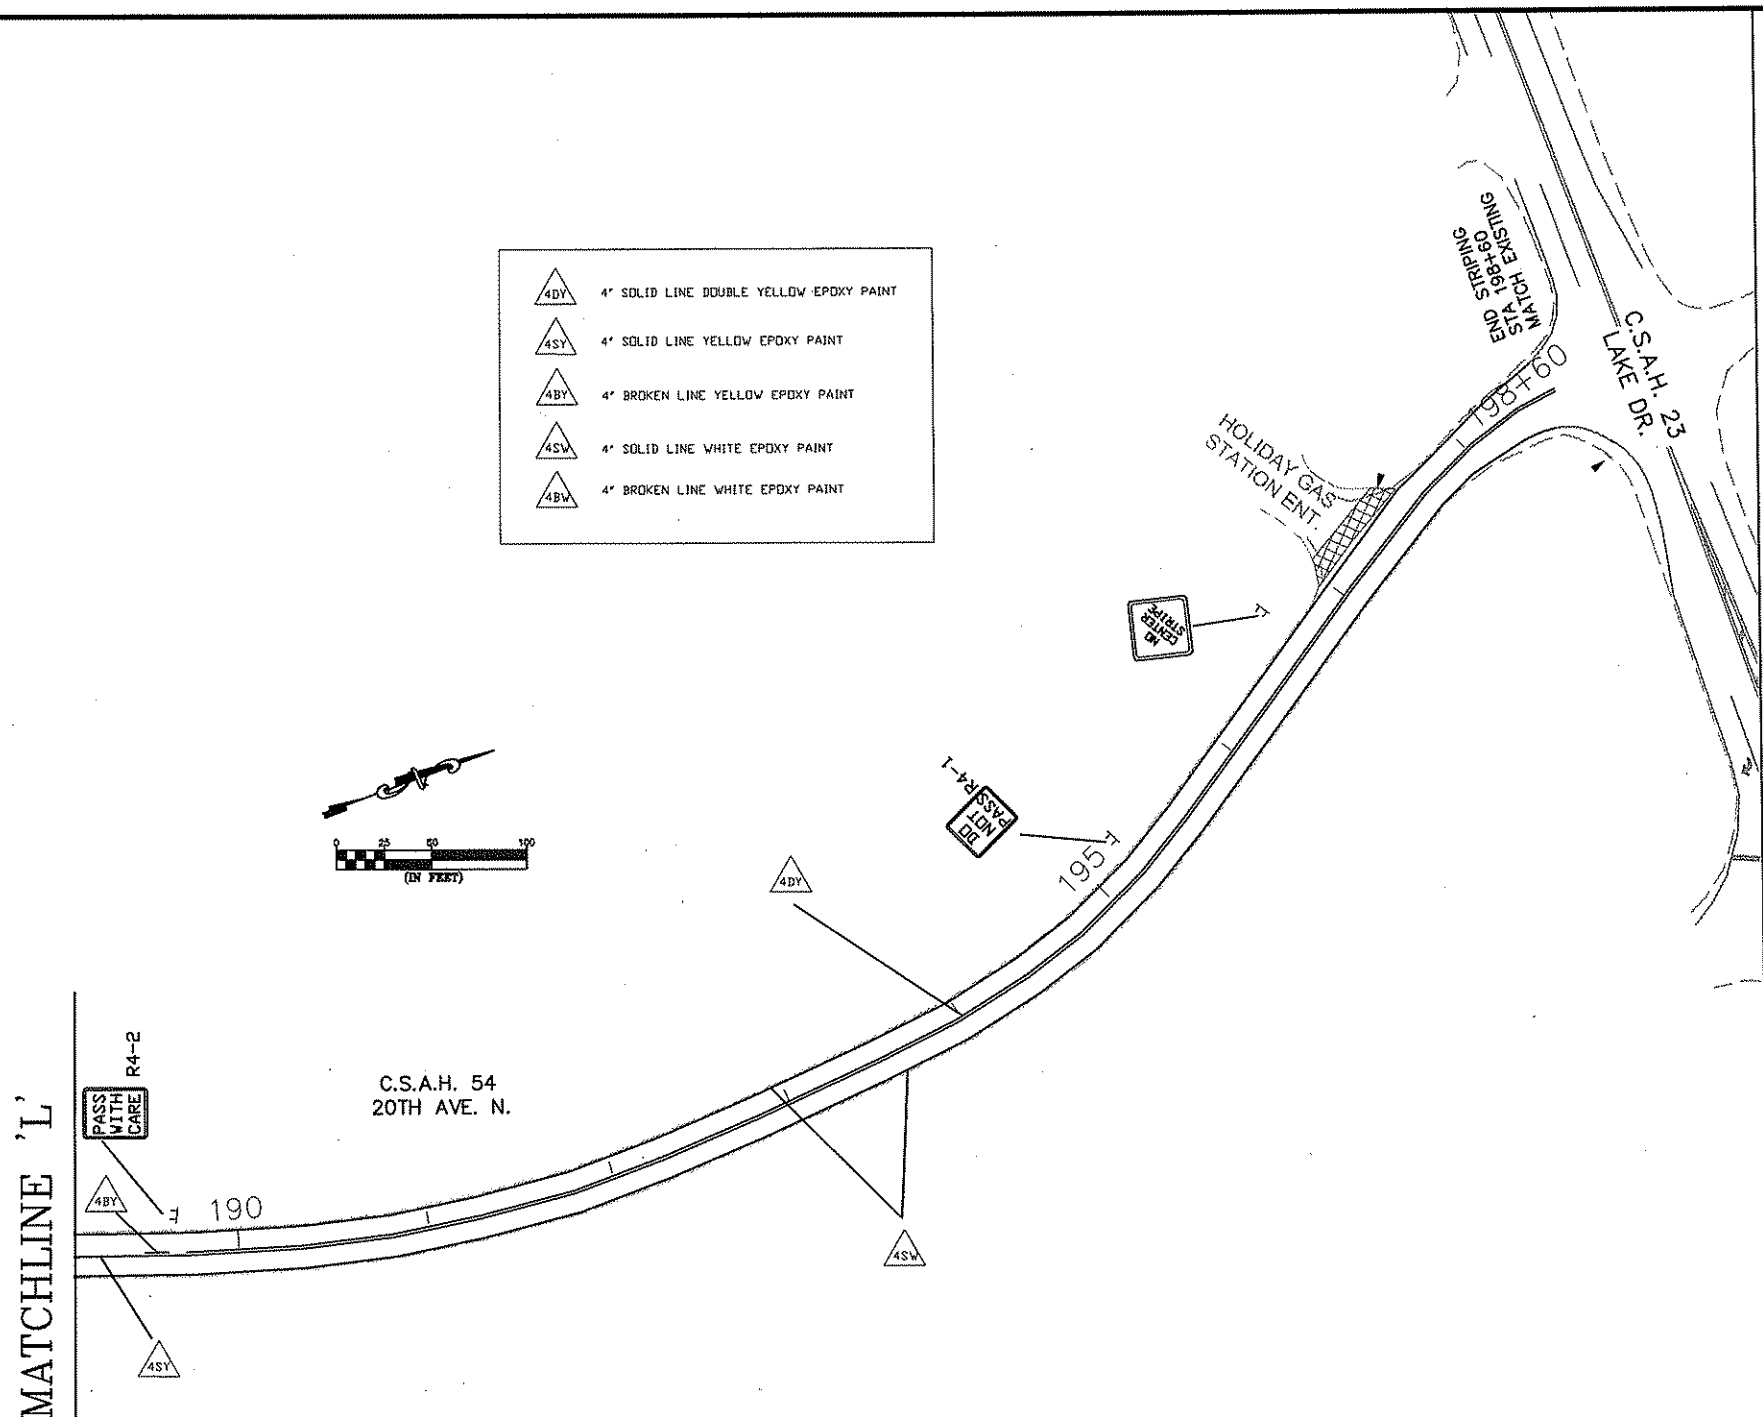 4DY 4" SOLID LINE DOUBLE YELLOW EPOXY PAINT
4SY 4" SOLID LINE YELLOW EPOXY PAINT
4BY 4" BROKEN LINE YELLOW EPOXY PAINT
4SW 4" SOLID LINE WHITE EPOXY PAINT
4BW 4" BROKEN LINE WHITE EPOXY PAINT
END STRIPING
STA 198+60
MATCH EXISTING
C.S.A.H. 23
LAKE DR.
198+60
HOLIDAY GAS
STATION ENT.
NO
CENTER
STRIPE
R4-1
DO
NOT
PASS
195
0 25 50 100
(IN FEET)
4DY
R4-2
PASS
WITH
CARE
C.S.A.H. 54
20TH AVE. N.
4BY
190
4SW
4SY
MATCHLINE 'L'